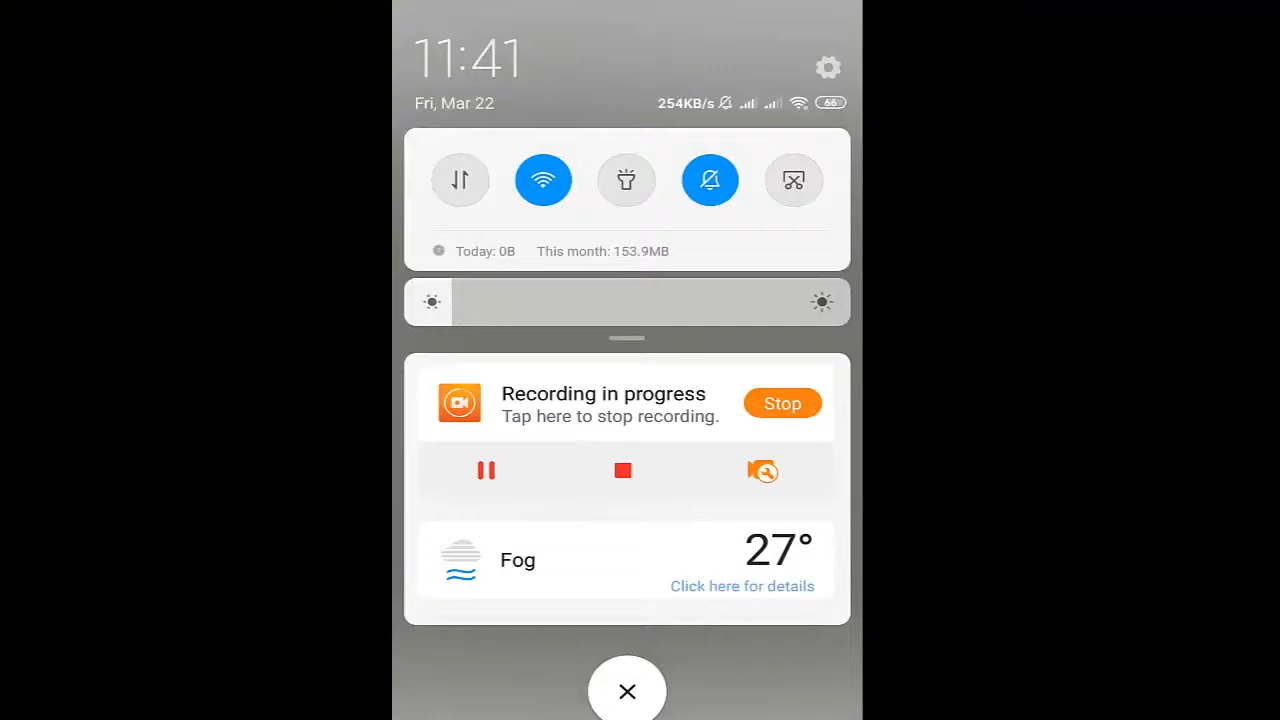 11:41
Fri, Mar 22
254KB/s 66
Today: 0B This month: 153.9MB
Recording in progress
Tap here to stop recording.
Stop
Fog
27°
Click here for details